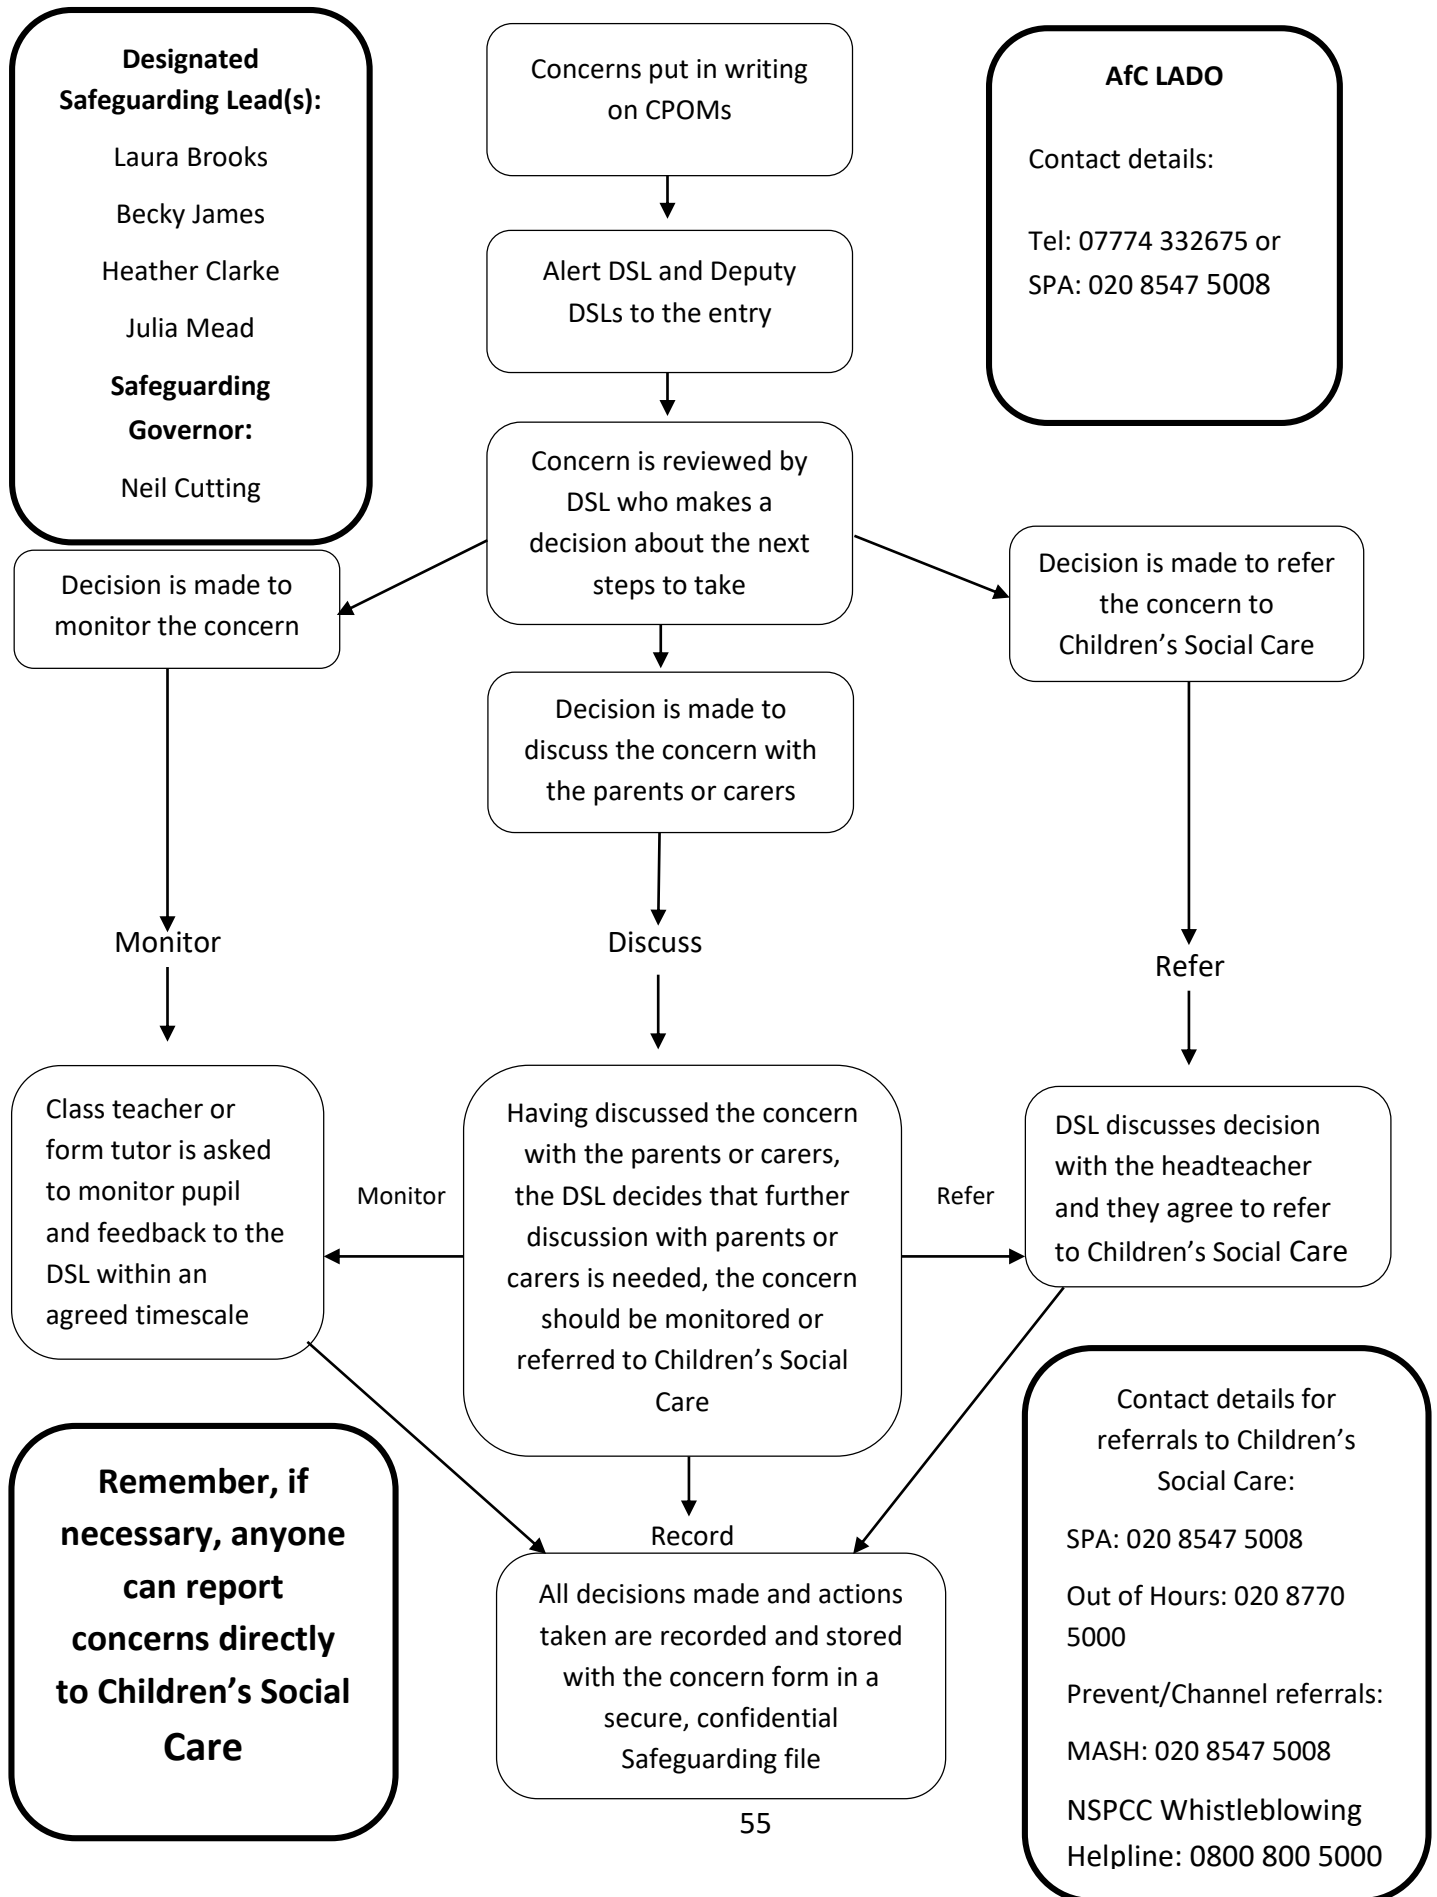 Designated
Safeguarding Lead(s):
Laura Brooks
Becky James
Heather Clarke
Julia Mead
Safeguarding
Governor:
Neil Cutting
Concerns put in writing
on CPOMs
AfC LADO
Contact details:
Tel: 07774 332675 or
SPA: 020 8547 5008
Alert DSL and Deputy
DSLs to the entry
Concern is reviewed by
DSL who makes a
decision about the next
steps to take
Decision is made to
monitor the concern
Decision is made to refer
the concern to
Children’s Social Care
Decision is made to
discuss the concern with
the parents or carers
Monitor
Discuss
Refer
Class teacher or
form tutor is asked
to monitor pupil
and feedback to the
DSL within an
agreed timescale
Monitor
Having discussed the concern
with the parents or carers,
the DSL decides that further
discussion with parents or
carers is needed, the concern
should be monitored or
referred to Children’s Social
Care
Refer
DSL discusses decision
with the headteacher
and they agree to refer
to Children’s Social Care
Remember, if
necessary, anyone
can report
concerns directly
to Children’s Social
Care
Record
All decisions made and actions
taken are recorded and stored
with the concern form in a
secure, confidential
Safeguarding file
Contact details for
referrals to Children’s
Social Care:
SPA: 020 8547 5008
Out of Hours: 020 8770
5000
Prevent/Channel referrals:
MASH: 020 8547 5008
NSPCC Whistleblowing
Helpline: 0800 800 5000
55